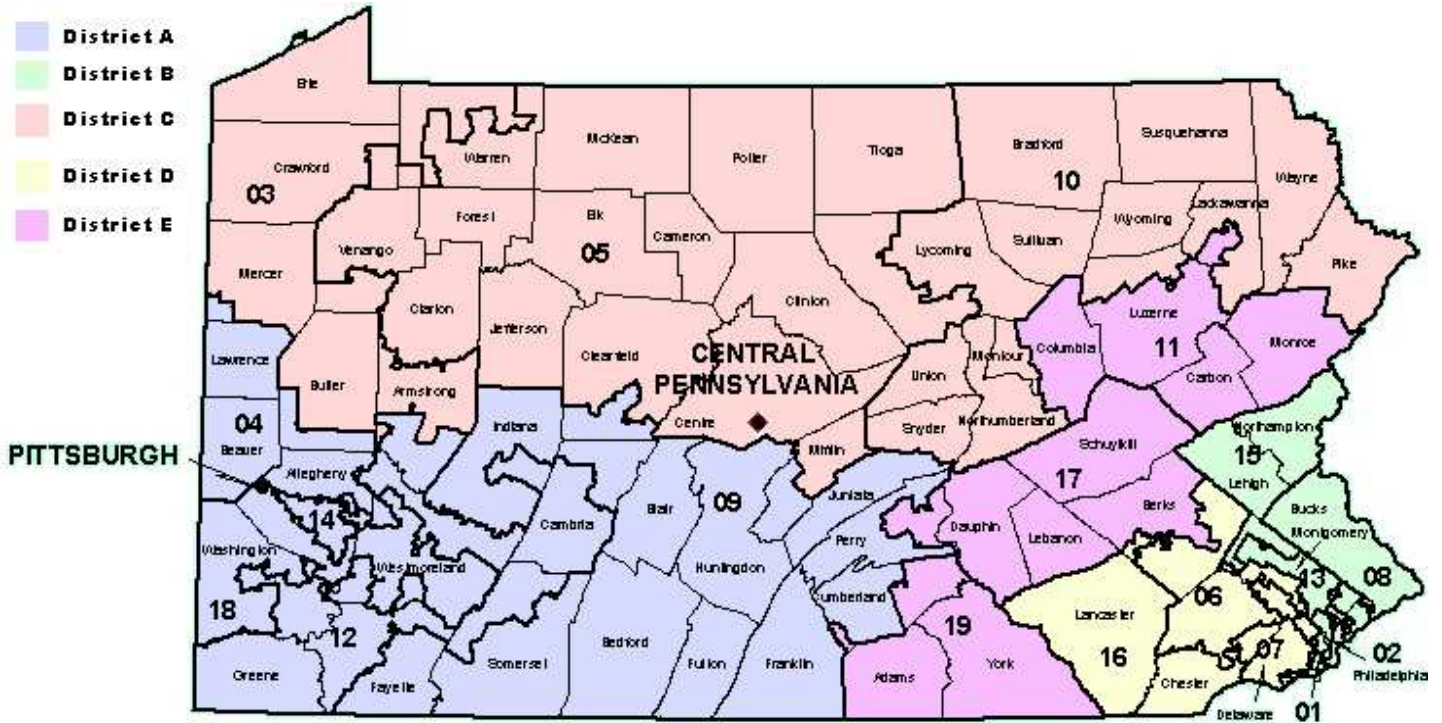 District A
District B
District C
District D
District E
Erie
Crawford
03
Warren
McKean
Potter
Tioga
Bradford
10
Susquehanna
Wayne
Wyoming
Lackawanna
Forest
Elk
05
Cameron
Venango
Mercer
Lycoming
Sullivan
Pike
Clinton
Clarion
Jefferson
Luzerne
11
Columbia
Monroe
Carbon
Lawrence
Butler
Armstrong
Clearfield
CENTRAL
PENNSYLVANIA
Union
Montour
Centre
Snyder
Northumberland
Mifflin
04
Beaver
PITTSBURGH
Allegheny
Indiana
Schuylkill
17
Northampton
15
Lehigh
14
Cambria
Blair
09
Juniata
Perry
Dauphin
Lebanon
Berks
Bucks
Montgomery
Washington
Westmoreland
Huntingdon
Cumberland
13
08
18
12
Lancaster
06
16
07
19
Greene
Fayette
Somerset
Bedford
Fulton
Franklin
Adams
York
Chester
Delaware
01
02
Philadelphia